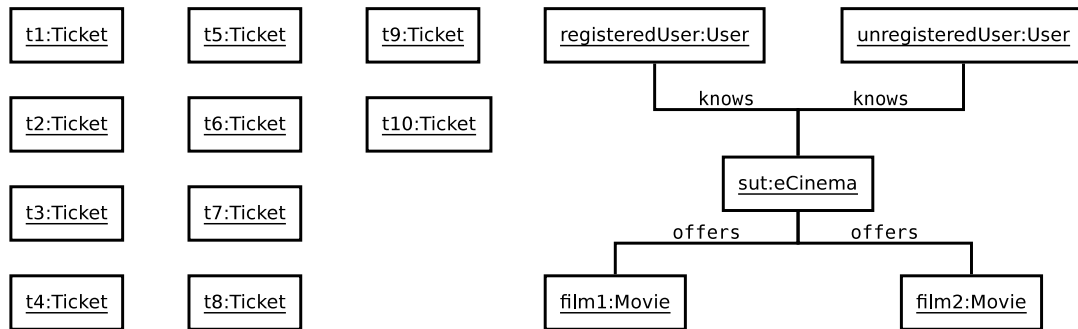 t1:Ticket
t5:Ticket
t9:Ticket
registeredUser:User
unregisteredUser:User
knows
knows
t2:Ticket
t6:Ticket
t10:Ticket
sut:eCinema
t3:Ticket
t7:Ticket
offers
offers
t4:Ticket
t8:Ticket
film1:Movie
film2:Movie